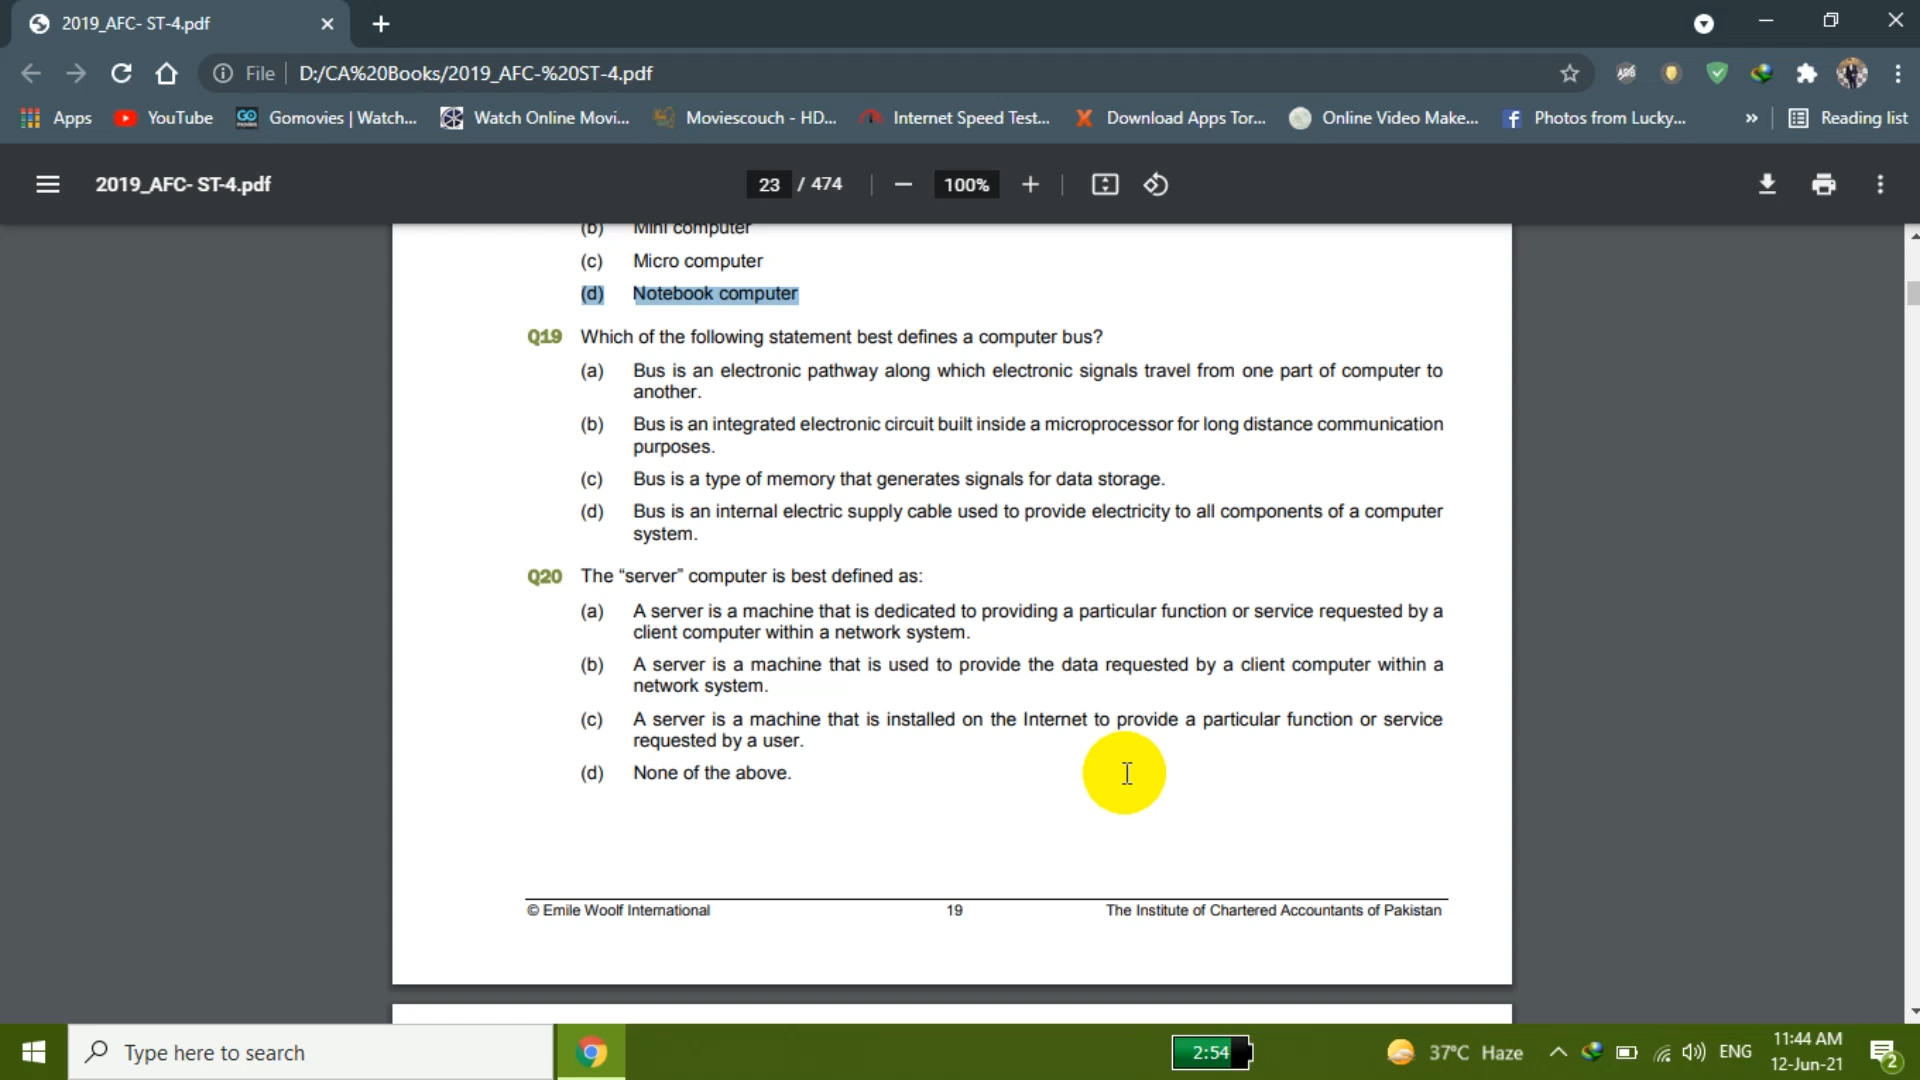 2019_AFC- ST-4.pdf
File D:/CA%20Books/2019_AFC-%20ST-4.pdf
ABP
Apps YouTube GO Gomovies | Watch... Watch Online Movi... Moviescouch - HD... Internet Speed Test... Download Apps Tor... Online Video Make... Photos from Lucky... » Reading list
2019_AFC- ST-4.pdf 23 / 474 100%
(b) Mini computer
(c) Micro computer
(d) Notebook computer
Q19 Which of the following statement best defines a computer bus?
(a) Bus is an electronic pathway along which electronic signals travel from one part of computer to
another.
(b) Bus is an integrated electronic circuit built inside a microprocessor for long distance communication
purposes.
(c) Bus is a type of memory that generates signals for data storage.
(d) Bus is an internal electric supply cable used to provide electricity to all components of a computer
system.
Q20 The “server” computer is best defined as:
(a) A server is a machine that is dedicated to providing a particular function or service requested by a
client computer within a network system.
(b) A server is a machine that is used to provide the data requested by a client computer within a
network system.
(c) A server is a machine that is installed on the Internet to provide a particular function or service
requested by a user.
(d) None of the above.
© Emile Woolf International 19 The Institute of Chartered Accountants of Pakistan
Type here to search 2:54 37°C Haze ENG 11:44 AM
12-Jun-21 2